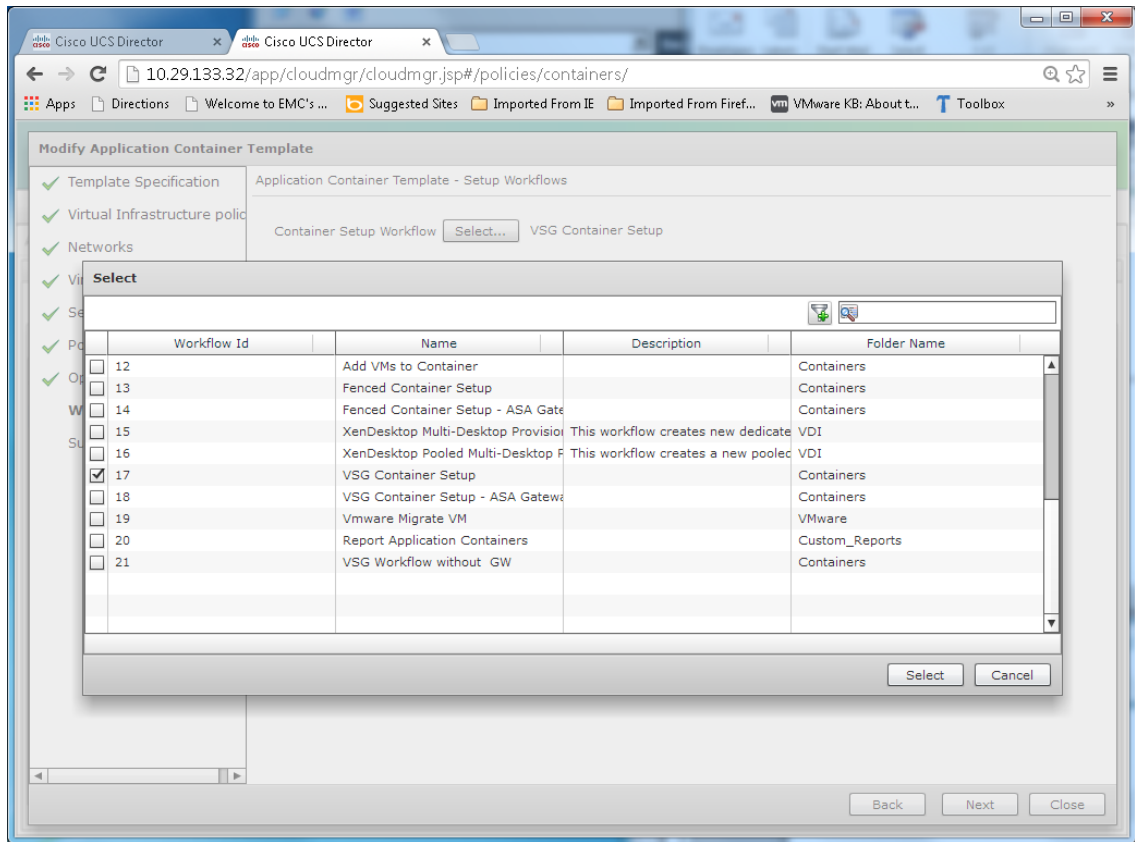 Cisco UCS Director × Cisco UCS Director ×
10.29.133.32/app/cloudmgr/cloudmgr.jsp#/policies/containers/
Apps Directions Welcome to EMC's ... Suggested Sites Imported From IE Imported From Firef... VMware KB: About t... Toolbox »
Modify Application Container Template
Template Specification
Application Container Template - Setup Workflows
Virtual Infrastructure polic
Container Setup Workflow Select... VSG Container Setup
Networks
Vir
Select
Se
Workflow Id Name Description Folder Name
Po
12 Add VMs to Container Containers
Op
13 Fenced Container Setup Containers
W
14 Fenced Container Setup - ASA Gate Containers
Su
15 XenDesktop Multi-Desktop Provision This workflow creates new dedicate VDI
16 XenDesktop Pooled Multi-Desktop P This workflow creates a new pooled VDI
17 VSG Container Setup Containers
18 VSG Container Setup - ASA Gatewa Containers
19 Vmware Migrate VM VMware
20 Report Application Containers Custom_Reports
21 VSG Workflow without GW Containers
Select Cancel
Back Next Close